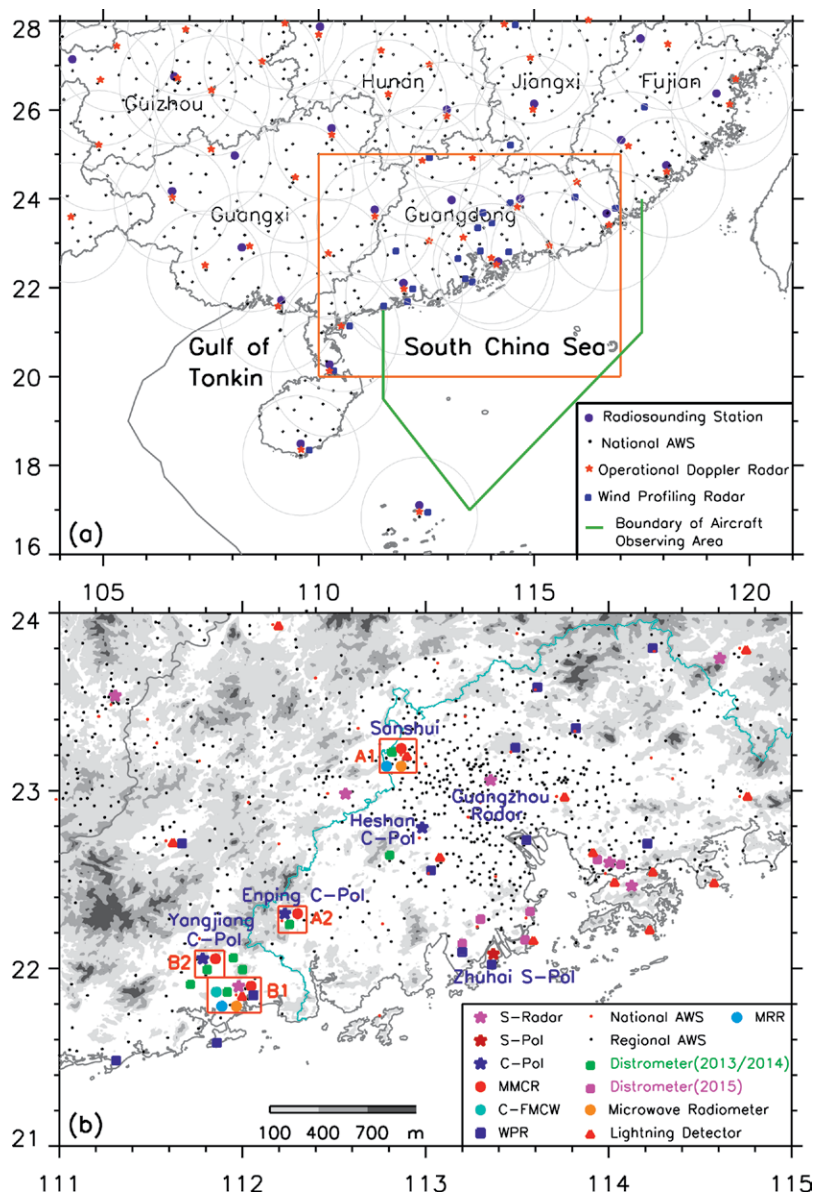 28
26
24
22
20
18
16
Guizhou
Hunan
Jiangxi
Fujian
Guangxi
Guangdong
Gulf of
Tonkin
South China Sea
Radiosounding Station
National AWS
Operational Doppler Radar
Wind Profiling Radar
Boundary of Aircraft
Observing Area
(a)
105
110
115
120
24
23
22
21
Sanshui
A1
Guangzhou
Radar
Heshan
C-Pol
Enping C-Pol
A2
Yangjiang
C-Pol
B2
B1
Zhuhai S-Pol
S-Radar
S-Pol
C-Pol
MMCR
C-FMCW
WPR
National AWS
Regional AWS
Distrometer(2013/2014)
Distrometer(2015)
Microwave Radiometer
Lightning Detector
MRR
100 400 700 m
(b)
111
112
113
114
115